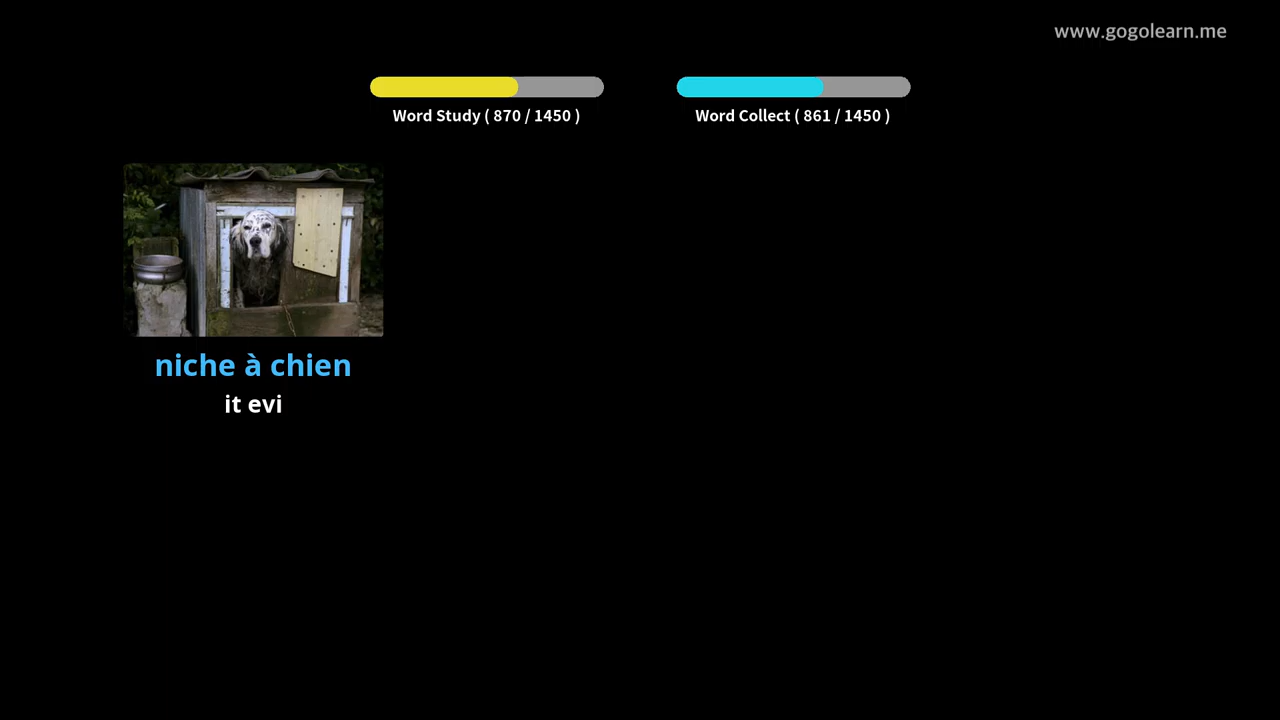 www.gogolearn.me
Word Study ( 870 / 1450 )
Word Collect ( 861 / 1450 )
niche à chien
it evi